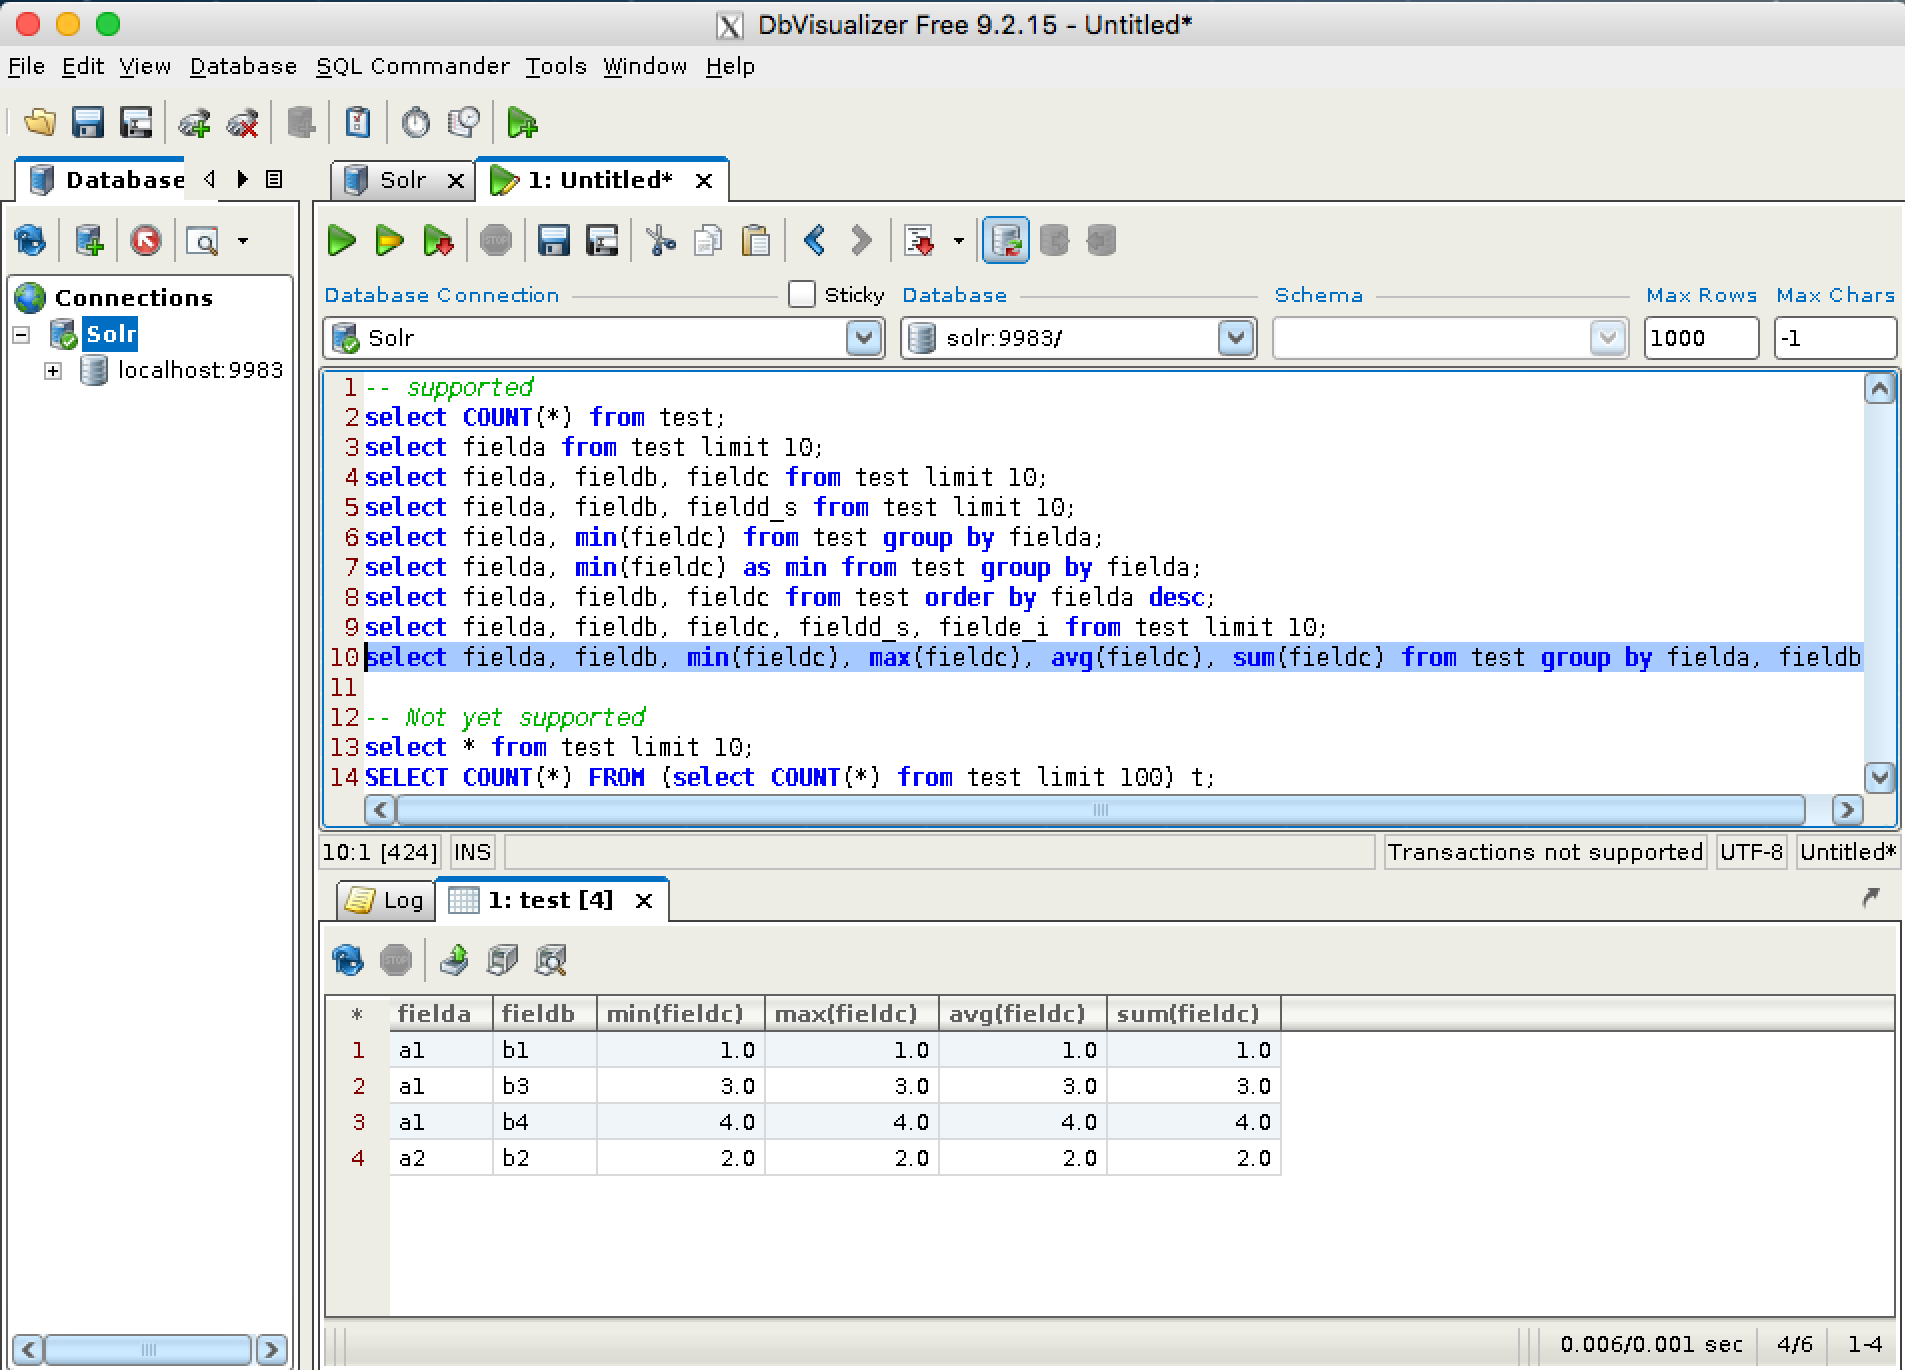 DbVisualizer Free 9.2.15 - Untitled*
File Edit View Database SQL Commander Tools Window Help
Database
Solr
1: Untitled*
Connections
Solr
localhost:9983
STOP
Database Connection
Sticky
Database
Schema
Max Rows
Max Chars
Solr
solr:9983/
1000
-1
1 -- supported
2 select COUNT(*) from test;
3 select fielda from test limit 10;
4 select fielda, fieldb, fieldc from test limit 10;
5 select fielda, fieldb, fieldd_s from test limit 10;
6 select fielda, min(fieldc) from test group by fielda;
7 select fielda, min(fieldc) as min from test group by fielda;
8 select fielda, fieldb, fieldc from test order by fielda desc;
9 select fielda, fieldb, fieldc, fieldd_s, fielde_i from test limit 10;
10 select fielda, fieldb, min(fieldc), max(fieldc), avg(fieldc), sum(fieldc) from test group by fielda, fieldb
11
12 -- Not yet supported
13 select * from test limit 10;
14 SELECT COUNT(*) FROM (select COUNT(*) from test limit 100) t;
10:1 [424] INS Transactions not supported UTF-8 Untitled*
Log
1: test [4]
STOP
* fielda fieldb min(fieldc) max(fieldc) avg(fieldc) sum(fieldc)
1 a1 b1 1.0 1.0 1.0 1.0
2 a1 b3 3.0 3.0 3.0 3.0
3 a1 b4 4.0 4.0 4.0 4.0
4 a2 b2 2.0 2.0 2.0 2.0
0.006/0.001 sec 4/6 1-4